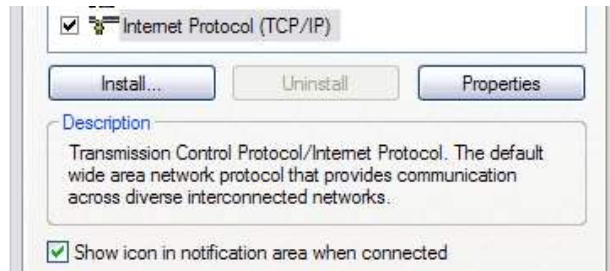 Internet Protocol (TCP/IP)
Install... Uninstall Properties
Description
Transmission Control Protocol/Internet Protocol. The default
wide area network protocol that provides communication
across diverse interconnected networks.
Show icon in notification area when connected